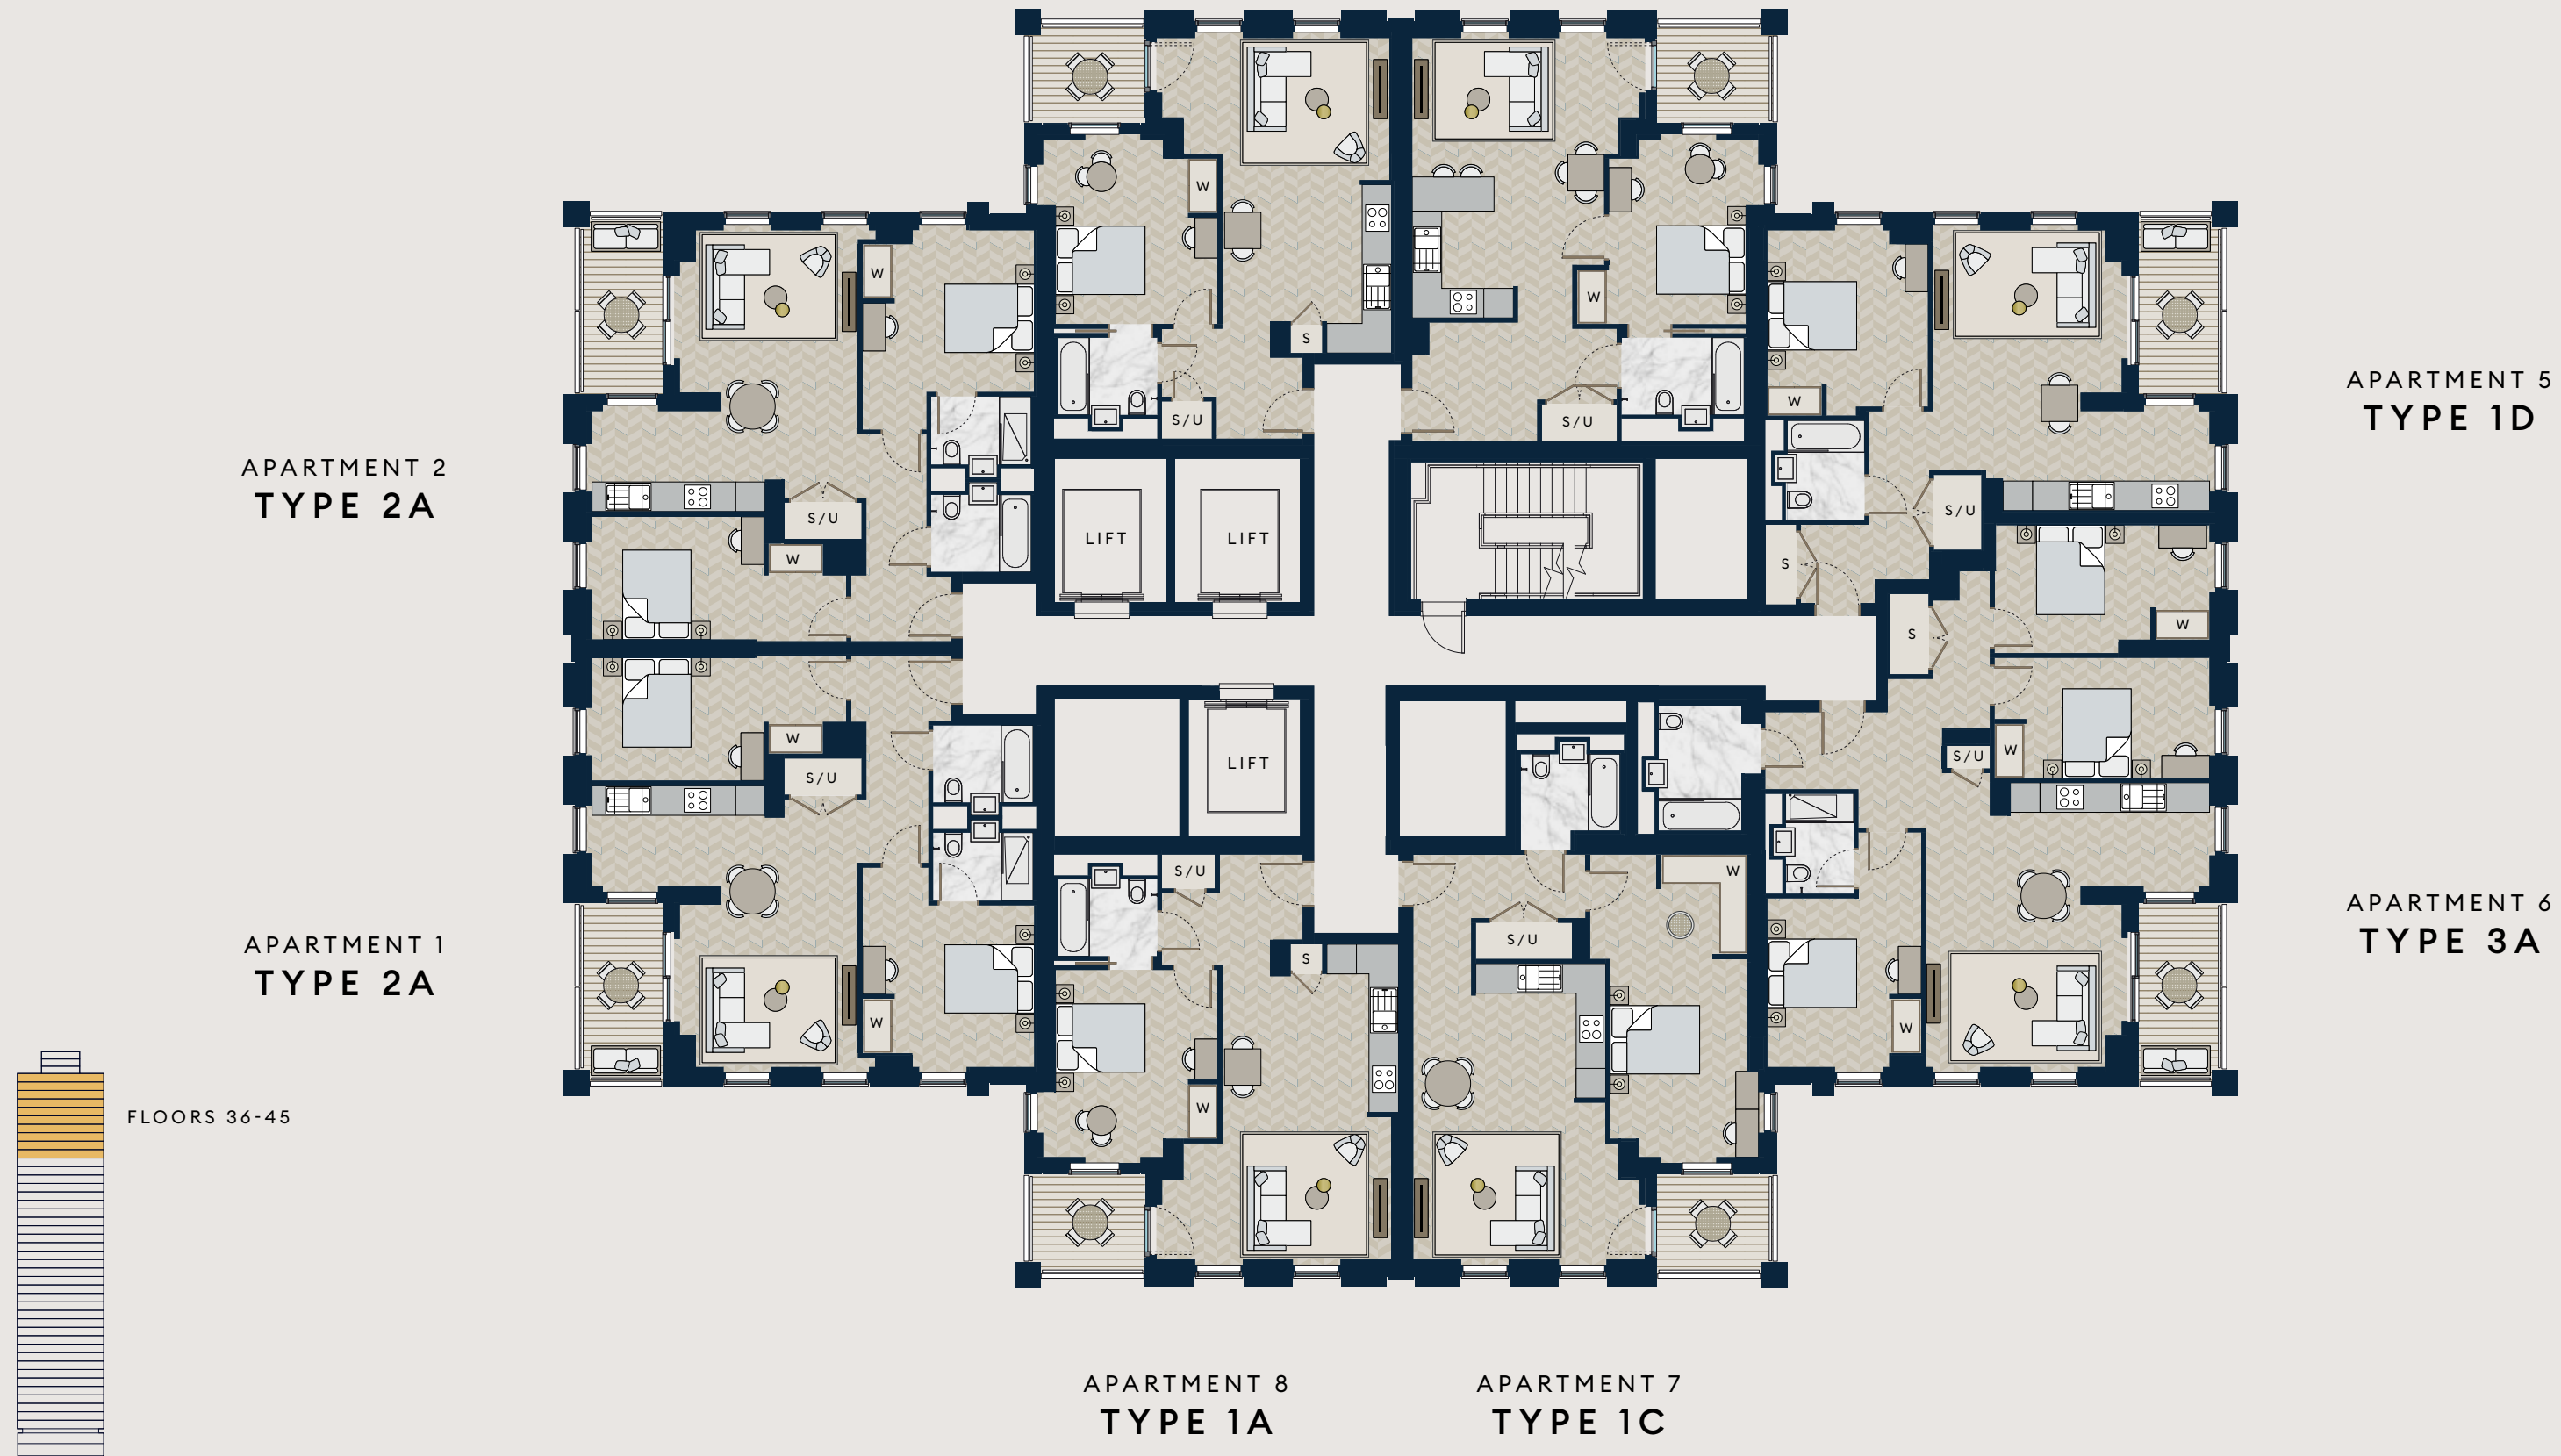 W
W
W
S
S/U
S/U
W
LIFT
LIFT
APARTMENT 2
TYPE 2A
S/U
W
W
S/U
S
APARTMENT 5
TYPE 1D
S
W
W
S/U
LIFT
S/U
W
W
S/U
W
S/U
S
W
W
W
APARTMENT 1
TYPE 2A
APARTMENT 6
TYPE 3A
FLOORS 36-45
APARTMENT 8
TYPE 1A
APARTMENT 7
TYPE 1C